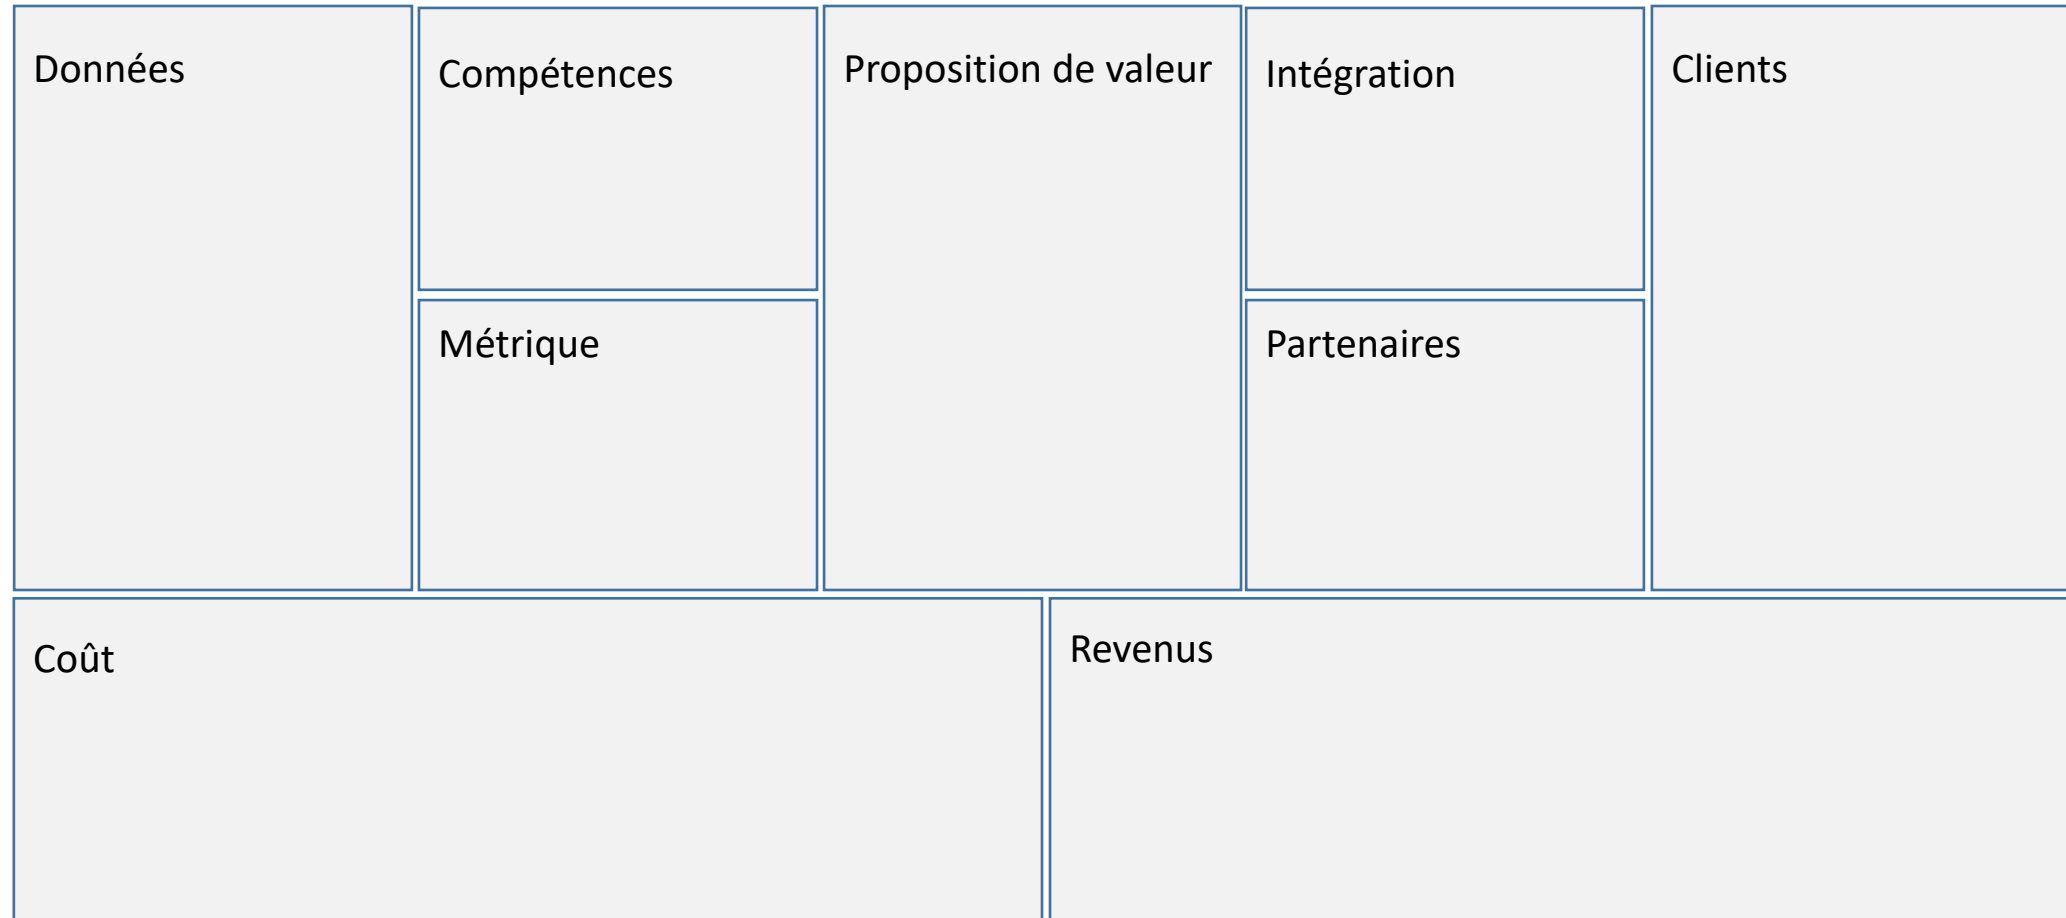 Données
Compétences
Métrique
Proposition de valeur
Intégration
Partenaires
Clients
Coût
Revenus